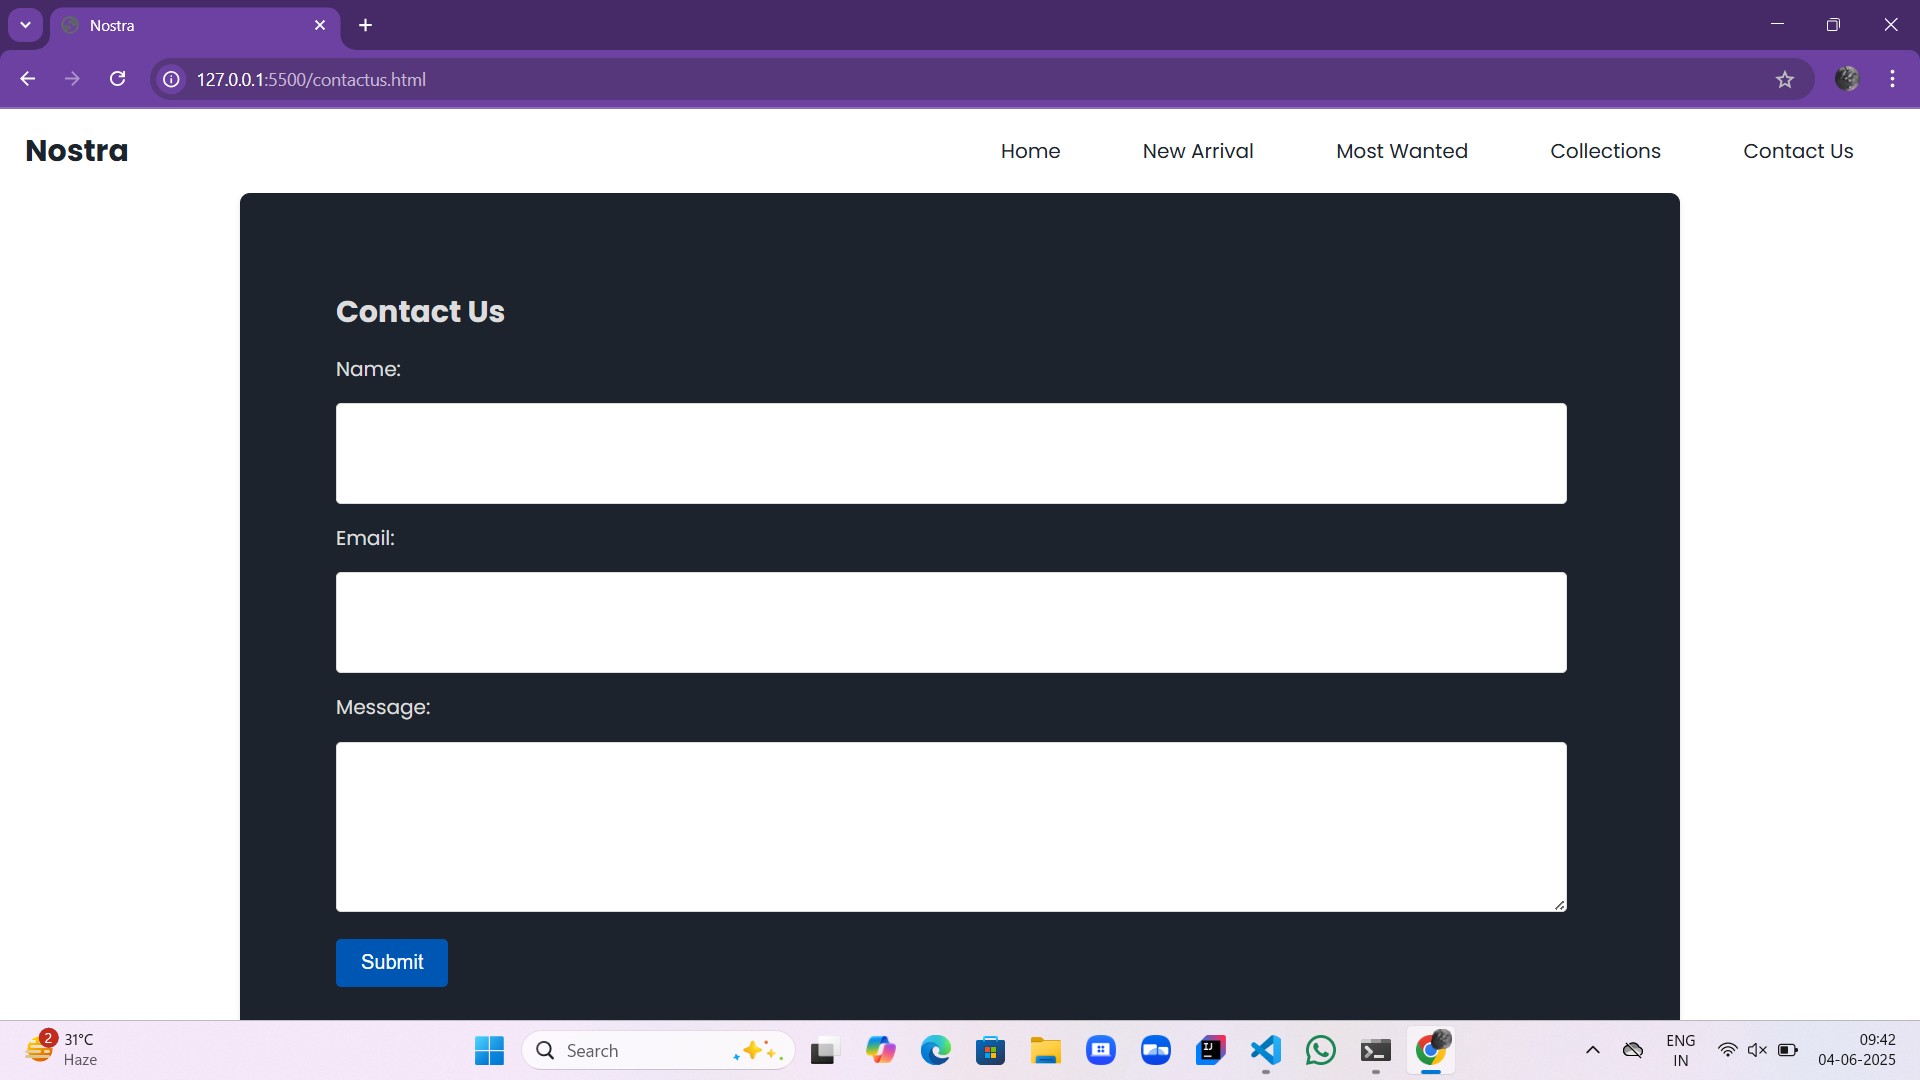 Nostra
127.0.0.1:5500/contactus.html
Nostra
Home
New Arrival
Most Wanted
Collections
Contact Us
Contact Us
Name:
Email:
Message:
Submit
2
31°C
Haze
Search
IJ
ENG
IN
09:42
04-06-2025